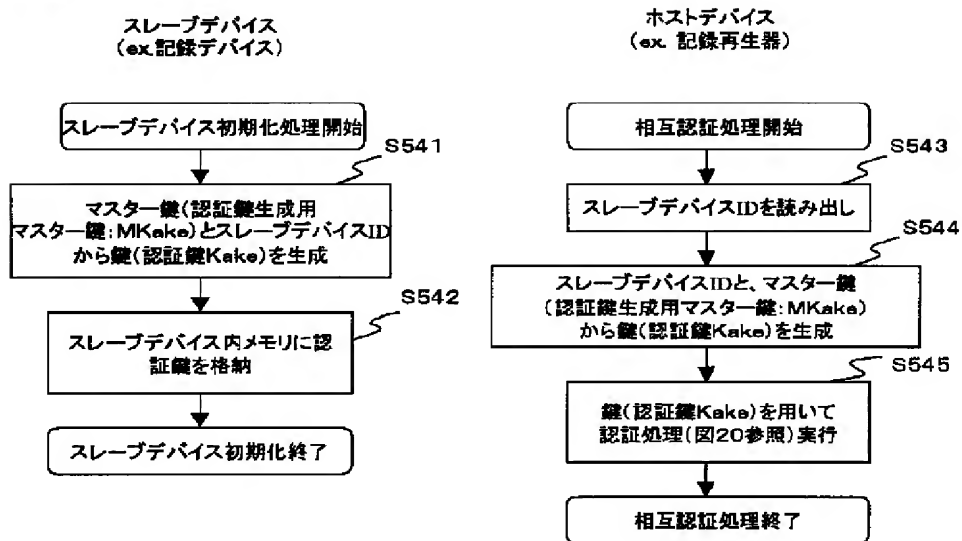 スレーブデバイス
(ex.記録デバイス)
スレーブデバイス初期化処理開始
S541
マスター鍵(認証鍵生成用
マスター鍵:MKake)とスレーブデバイスID
から鍵(認証鍵Kake)を生成
S542
スレーブデバイス内メモリに認
証鍵を格納
スレーブデバイス初期化終了
ホストデバイス
(ex. 記録再生器)
相互認証処理開始
S543
スレーブデバイスIDを読み出し
S544
スレーブデバイスIDと、マスター鍵
(認証鍵生成用マスター鍵:MKake)
から鍵(認証鍵Kake)を生成
S545
鍵(認証鍵Kake)を用いて
認証処理(図20参照)実行
相互認証処理終了